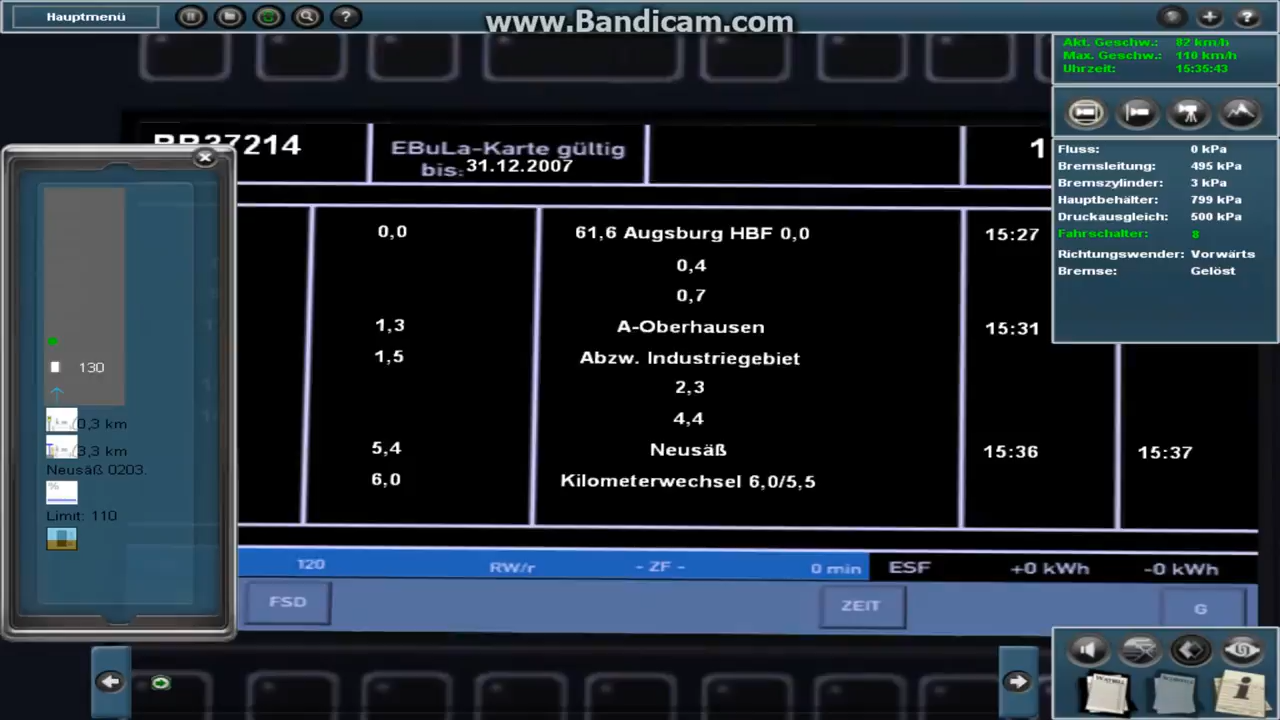 Hauptmenü
?
www.Bandicam.com
?
Akt. Geschw.: 82 km/h
Max. Geschw.: 110 km/h
Uhrzeit: 15:35:43
RB37214
EBuLa-Karte gültig
bis: 31.12.2007
1
Fluss: 0 kPa
Bremsleitung: 495 kPa
Bremszylinder: 3 kPa
Hauptbehälter: 799 kPa
Druckausgleich: 500 kPa
Fahrschalter: 8
Richtungswender: Vorwärts
Bremse: Gelöst
0,0 61,6 Augsburg HBF 0,0 15:27
0,4
0,7
1,3 A-Oberhausen 15:31
1,5 Abzw. Industriegebiet
2,3
4,4
5,4 Neusäß 15:36 15:37
6,0 Kilometerwechsel 6,0/5,5
130
0,3 km
3,3 km
Neusäß 0203.
%
Limit: 110
120 RW/r - ZF - 0 min ESF +0 kWh -0 kWh
FSD ZEIT G